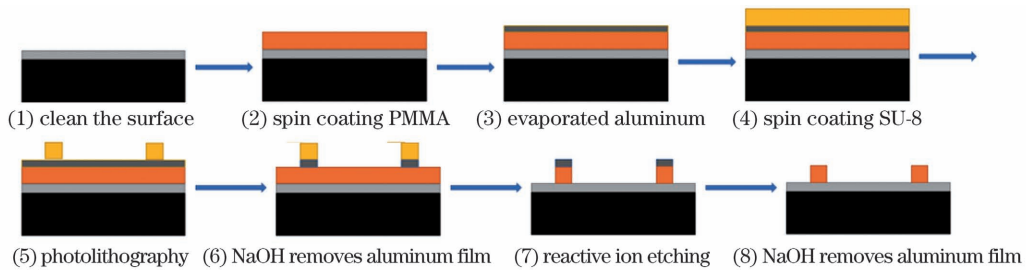 (1) clean the surface
(2) spin coating PMMA
(3) evaporated aluminum
(4) spin coating SU-8
(5) photolithography
(6) NaOH removes aluminum film
(7) reactive ion etching
(8) NaOH removes aluminum film